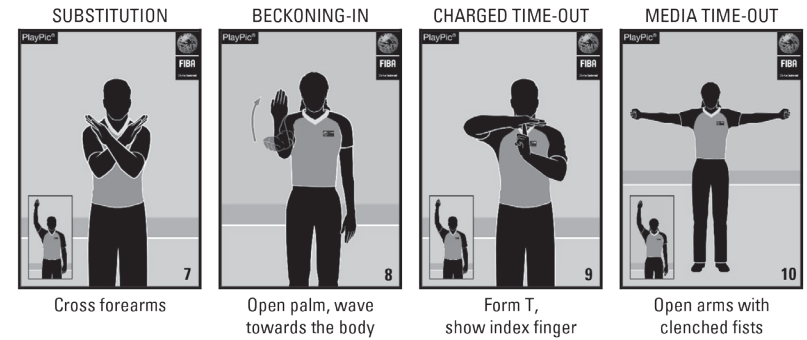 SUBSTITUTION
BECKONING-IN
CHARGED TIME-OUT
MEDIA TIME-OUT
PlayPic®
FIBA
PlayPic®
FIBA
PlayPic®
FIBA
PlayPic®
FIBA
7
8
9
10
Cross forearms
Open palm, wave
towards the body
Form T,
show index finger
Open arms with
clenched fists